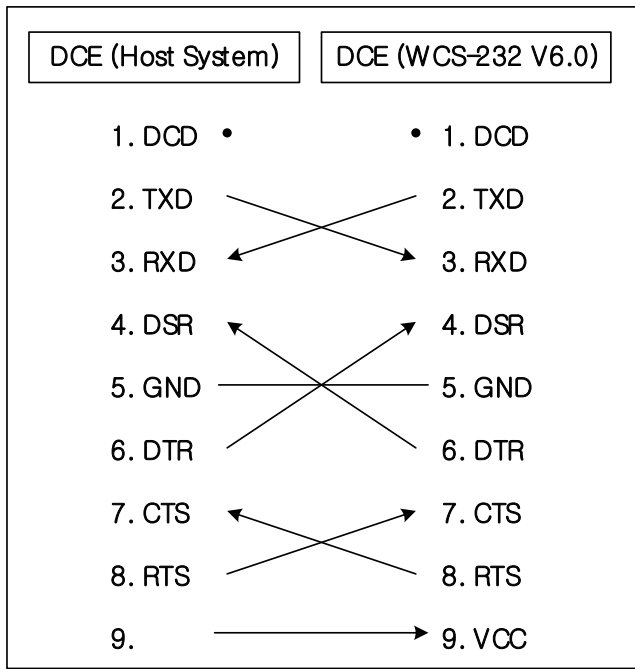 DCE (Host System) DCE (WCS-232 V6.0)
1. DCD 1. DCD
2. TXD 2. TXD
3. RXD 3. RXD
4. DSR 4. DSR
5. GND 5. GND
6. DTR 6. DTR
7. CTS 7. CTS
8. RTS 8. RTS
9. 9. VCC